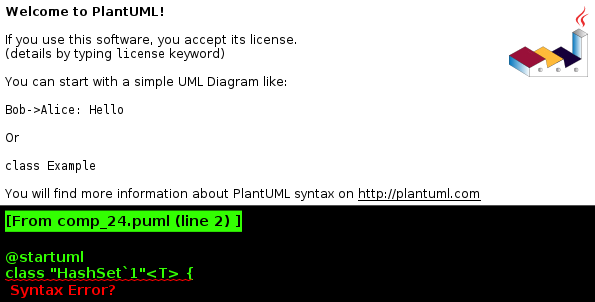 Welcome to PlantUML!
If you use this software, you accept its license.
(details by typing license keyword)
You can start with a simple UML Diagram like:
Bob->Alice: Hello
Or
class Example
You will find more information about PlantUML syntax on http://plantuml.com
[From comp_24.puml (line 2) ]
@startuml
class "HashSet`1"<T> {
Syntax Error?